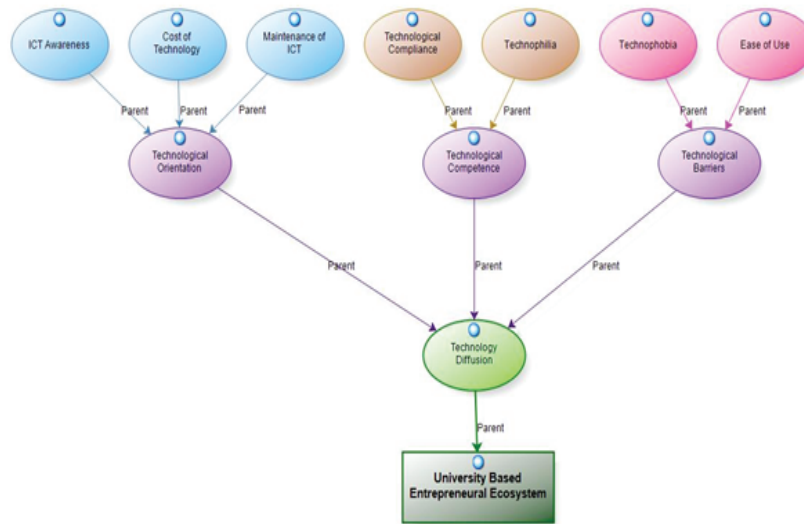 ICT Awareness
Cost of
Technology
Maintenance of
ICT
Technological
Compliance
Technophilia
Technophobia
Ease of Use
Parent
Parent
Parent
Parent
Parent
Parent
Parent
Technological
Orientation
Technological
Competence
Technological
Barriers
Parent
Parent
Parent
Technology
Diffusion
Parent
University Based
Entrepreneural Ecosystem